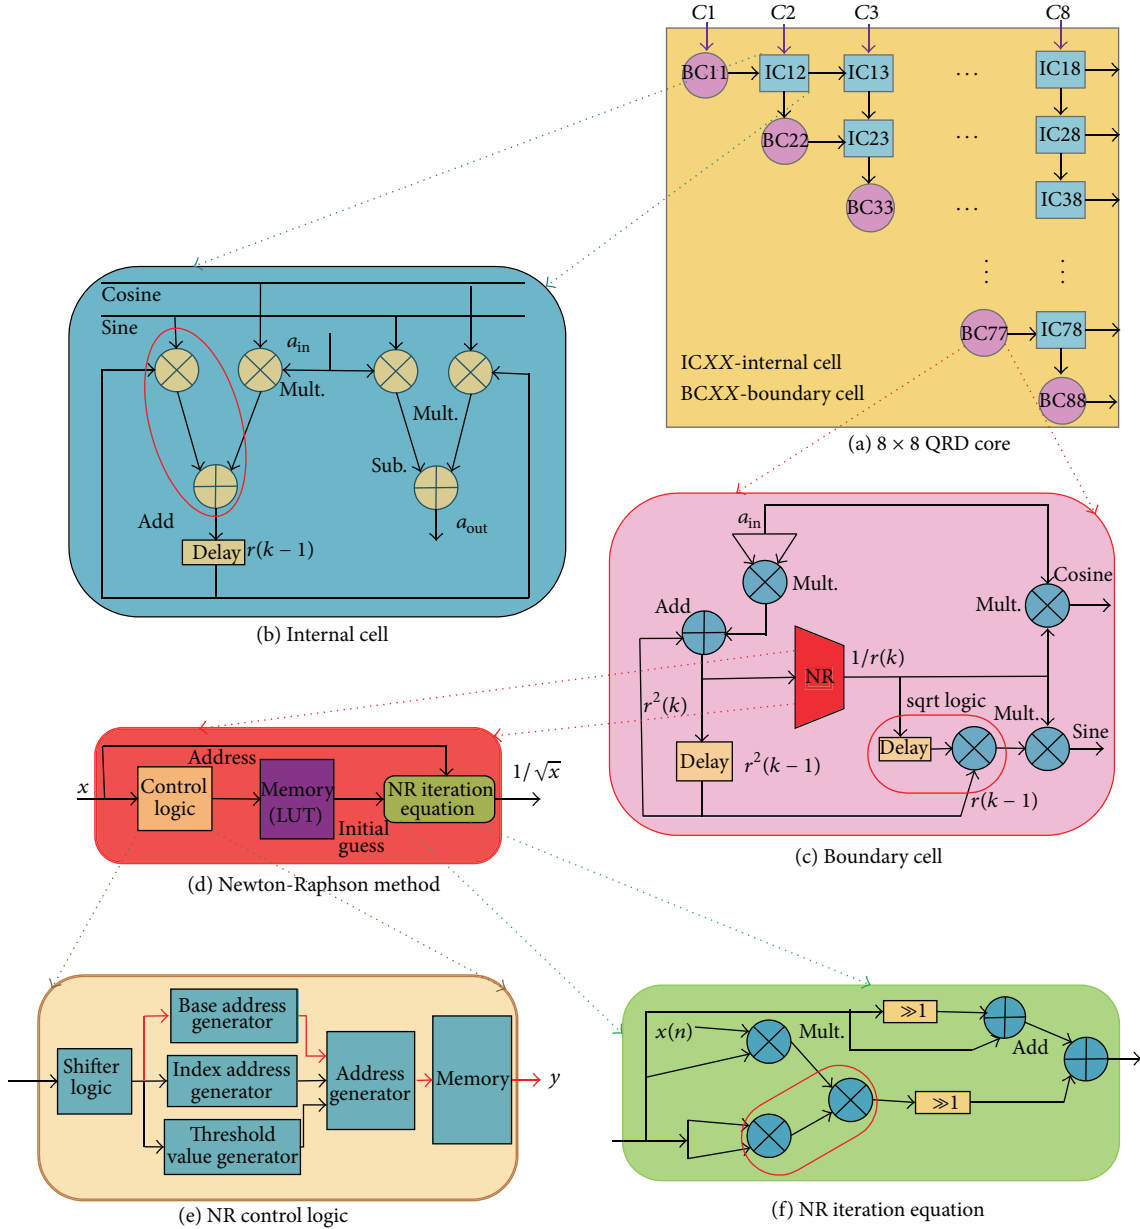 C1 C2 C3 C8
BC11 IC12 IC13 ... IC18
BC22 IC23 ... IC28
BC33 ... IC38
BC77 IC78
BC88
ICXX-internal cell
BCXX-boundary cell
(a) 8 × 8 QRD core
Cosine
Sine
a_in
Mult.
Mult.
Sub.
Add
a_out
Delay r(k − 1)
(b) Internal cell
a_in
Mult.
Cosine
Mult.
Add
NR
1/r(k)
r²(k)
sqrt logic
Mult.
Sine
Delay
Delay
r²(k − 1)
r(k − 1)
(c) Boundary cell
x
Address
Control
logic
Memory
(LUT)
Initial
guess
NR iteration
equation
1/√x
(d) Newton-Raphson method
Shifter
logic
Base address
generator
Index address
generator
Threshold
value generator
Address
generator
Memory
y
(e) NR control logic
x(n)
Mult.
≫1
Add
≫1
(f) NR iteration equation